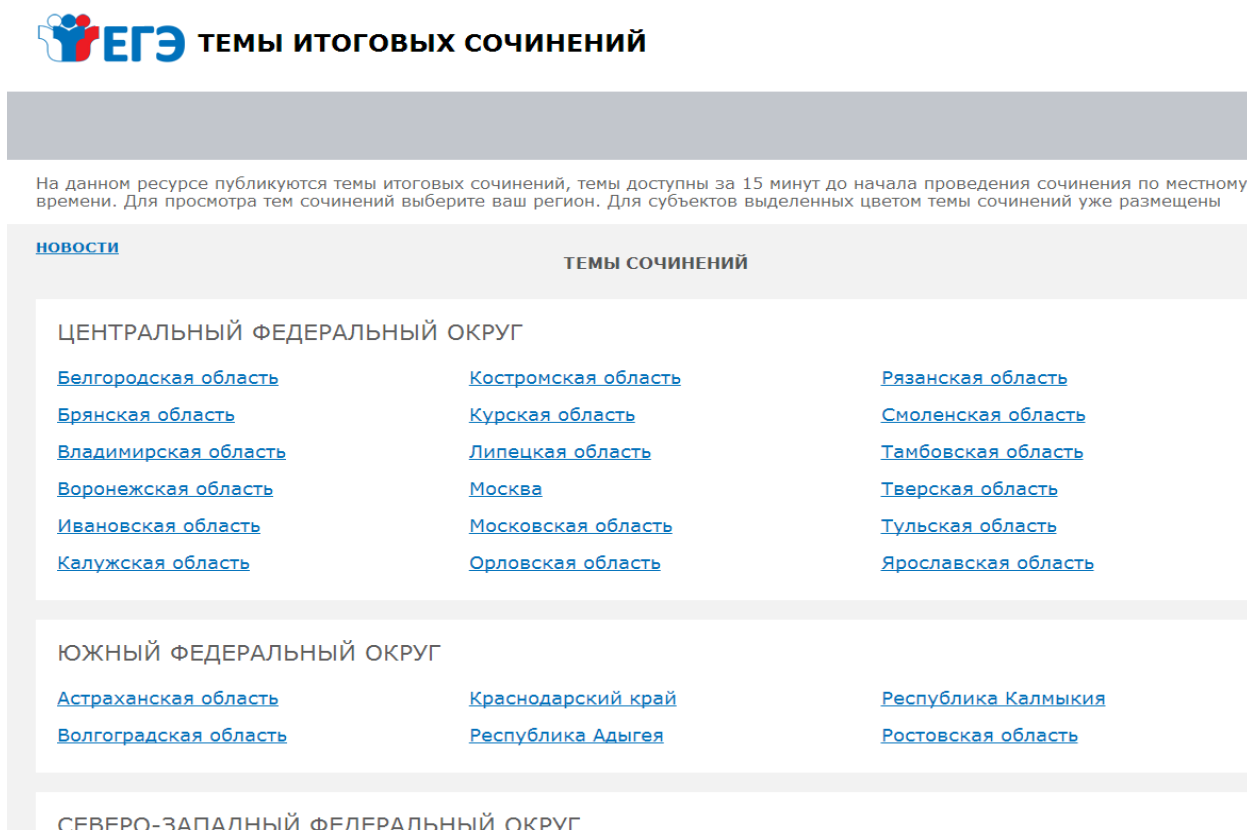 ЕГЭ ТЕМЫ ИТОГОВЫХ СОЧИНЕНИЙ
На данном ресурсе публикуются темы итоговых сочинений, темы доступны за 15 минут до начала проведения сочинения по местному
времени. Для просмотра тем сочинений выберите ваш регион. Для субъектов выделенных цветом темы сочинений уже размещены
НОВОСТИ
ТЕМЫ СОЧИНЕНИЙ
ЦЕНТРАЛЬНЫЙ ФЕДЕРАЛЬНЫЙ ОКРУГ
Белгородская область Костромская область Рязанская область
Брянская область Курская область Смоленская область
Владимирская область Липецкая область Тамбовская область
Воронежская область Москва Тверская область
Ивановская область Московская область Тульская область
Калужская область Орловская область Ярославская область
ЮЖНЫЙ ФЕДЕРАЛЬНЫЙ ОКРУГ
Астраханская область Краснодарский край Республика Калмыкия
Волгоградская область Республика Адыгея Ростовская область
СЕВЕРО-ЗАПАДНЫЙ ФЕДЕРАЛЬНЫЙ ОКРУГ